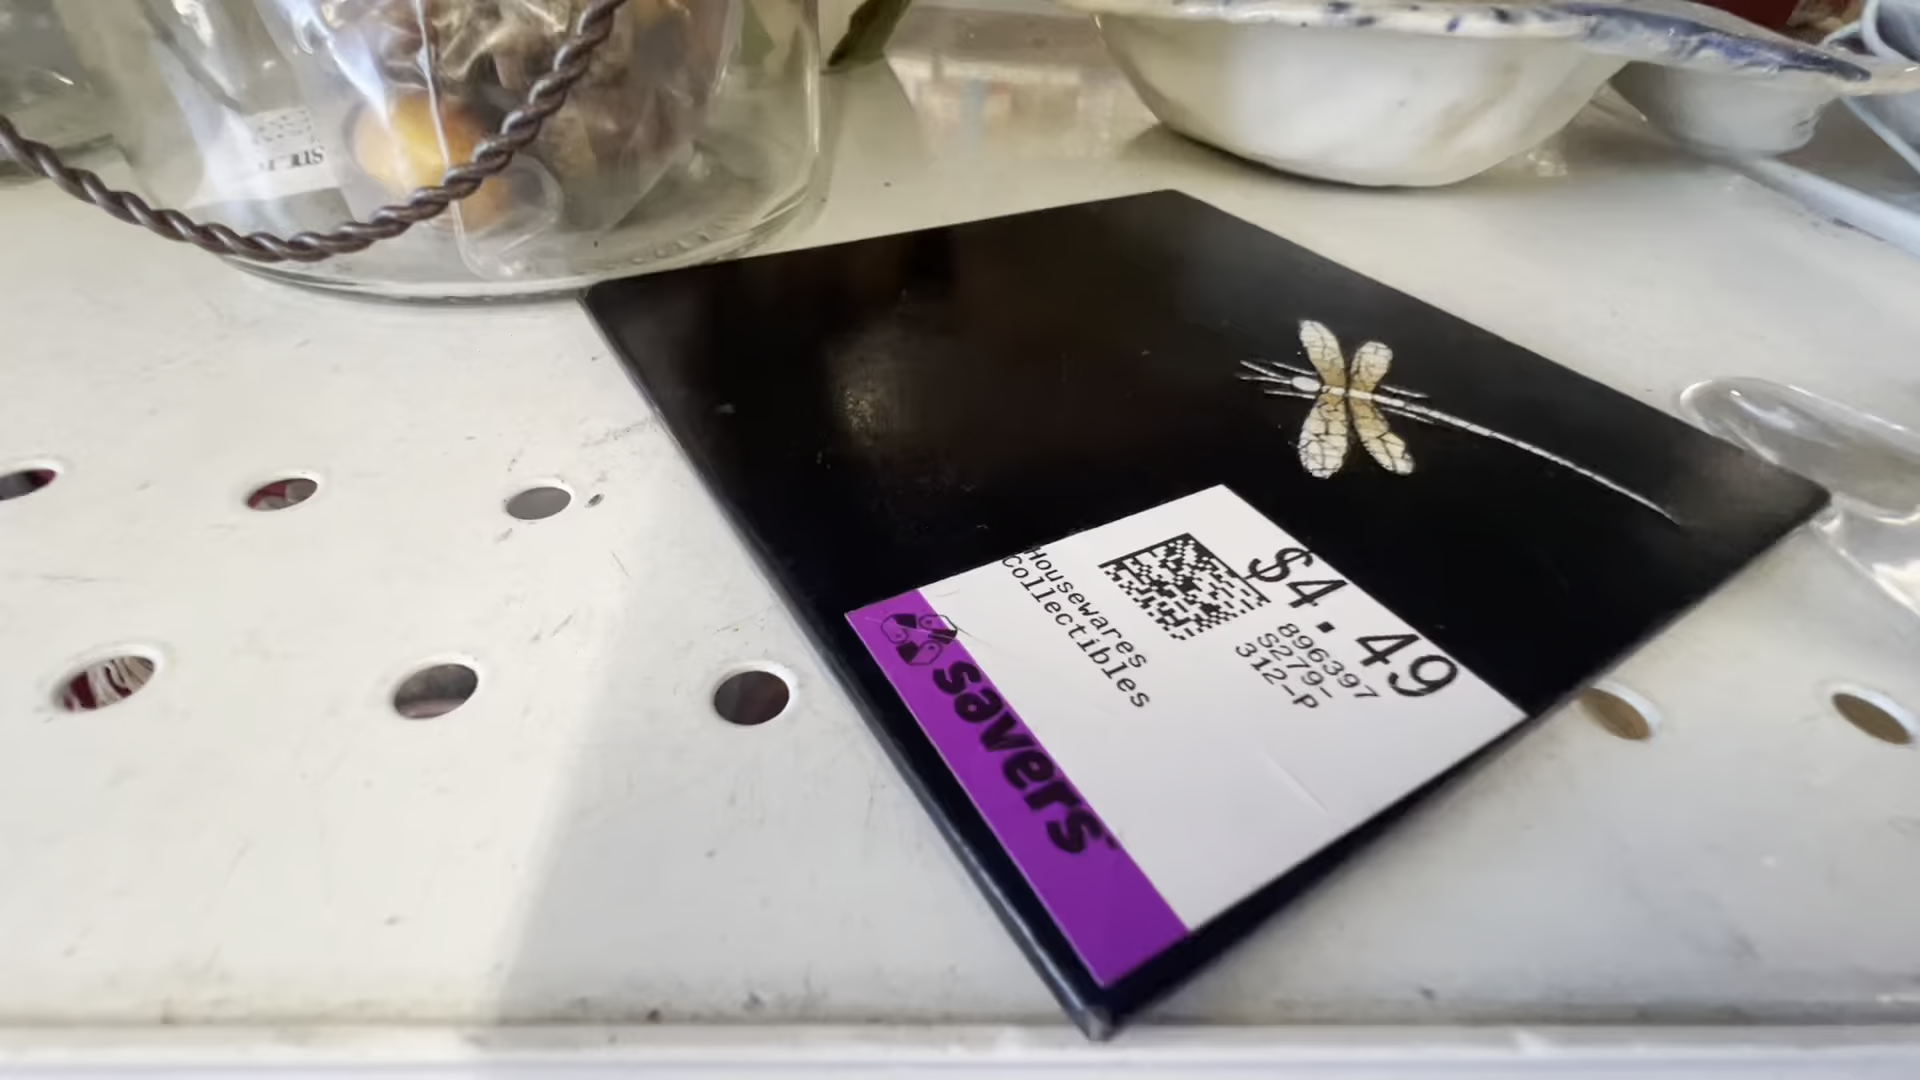 $4.49
896397
S279-
312-P
Housewares
Collectibles
savers